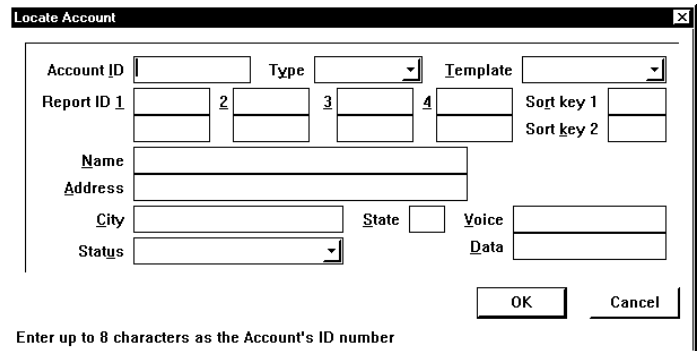 Locate Account
Account ID Type Template
Report ID 1 2 3 4 Sort key 1
Sort key 2
Name
Address
City State Voice
Status Data
OK Cancel
Enter up to 8 characters as the Account's ID number